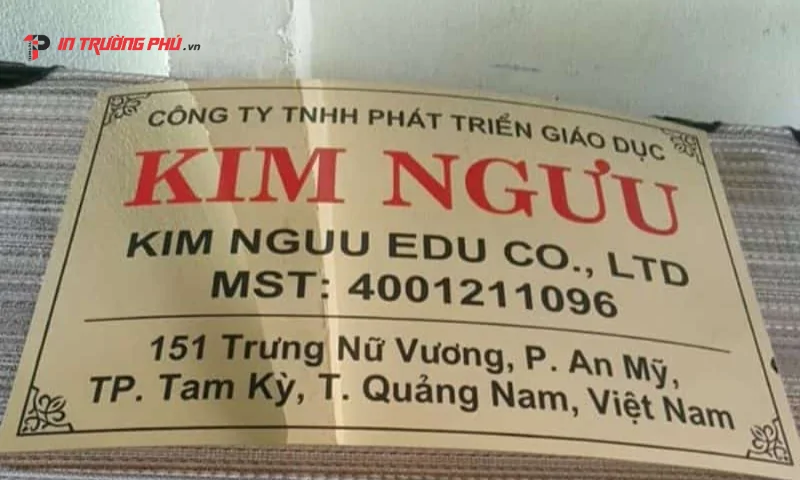 IN TRƯỜNG PHÚ.vn
CÔNG TY TNHH PHÁT TRIỂN GIÁO DỤC
KIM NGƯU
KIM NGUU EDU CO., LTD
MST: 4001211096
151 Trưng Nữ Vương, P. An Mỹ,
TP. Tam Kỳ, T. Quảng Nam, Việt Nam